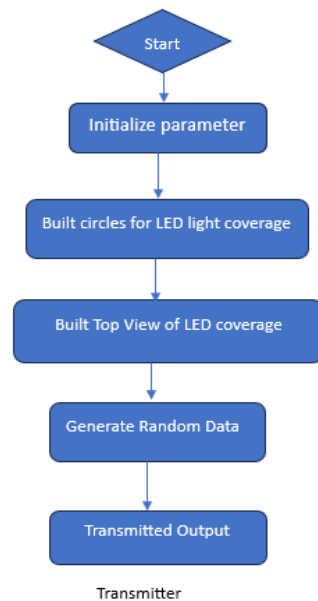 Start
Initialize parameter
Built circles for LED light coverage
Built Top View of LED coverage
Generate Random Data
Transmitted Output
Transmitter